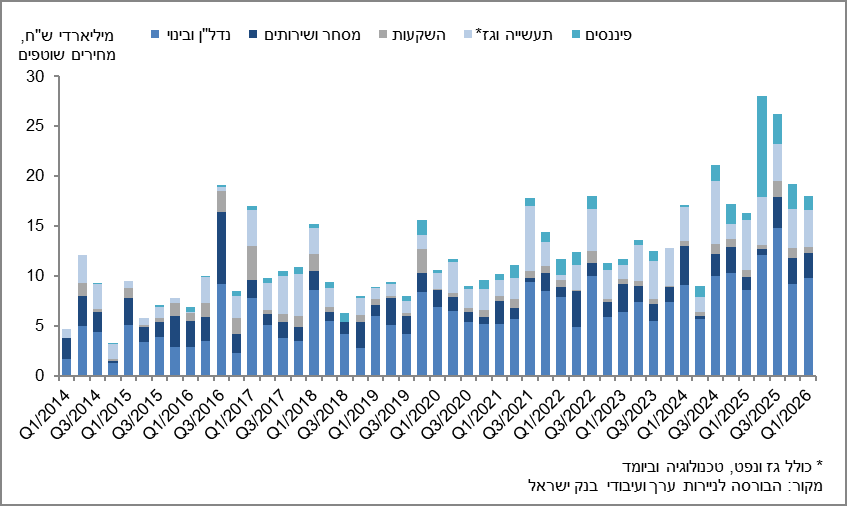 מיליארדי ש"ח,
מחירים שוטפים
נדל"ן ובינוי
מסחר ושירותים
השקעות
תעשייה וגז*
פיננסים
30
25
20
15
10
5
0
Q1/2014
Q3/2014
Q1/2015
Q3/2015
Q1/2016
Q3/2016
Q1/2017
Q3/2017
Q1/2018
Q3/2018
Q1/2019
Q3/2019
Q1/2020
Q3/2020
Q1/2021
Q3/2021
Q1/2022
Q3/2022
Q1/2023
Q3/2023
Q1/2024
Q3/2024
Q1/2025
Q3/2025
Q1/2026
* כולל גז ונפט, טכנולוגיה וביומד
מקור: הבורסה לניירות ערך ועיבודי בנק ישראל